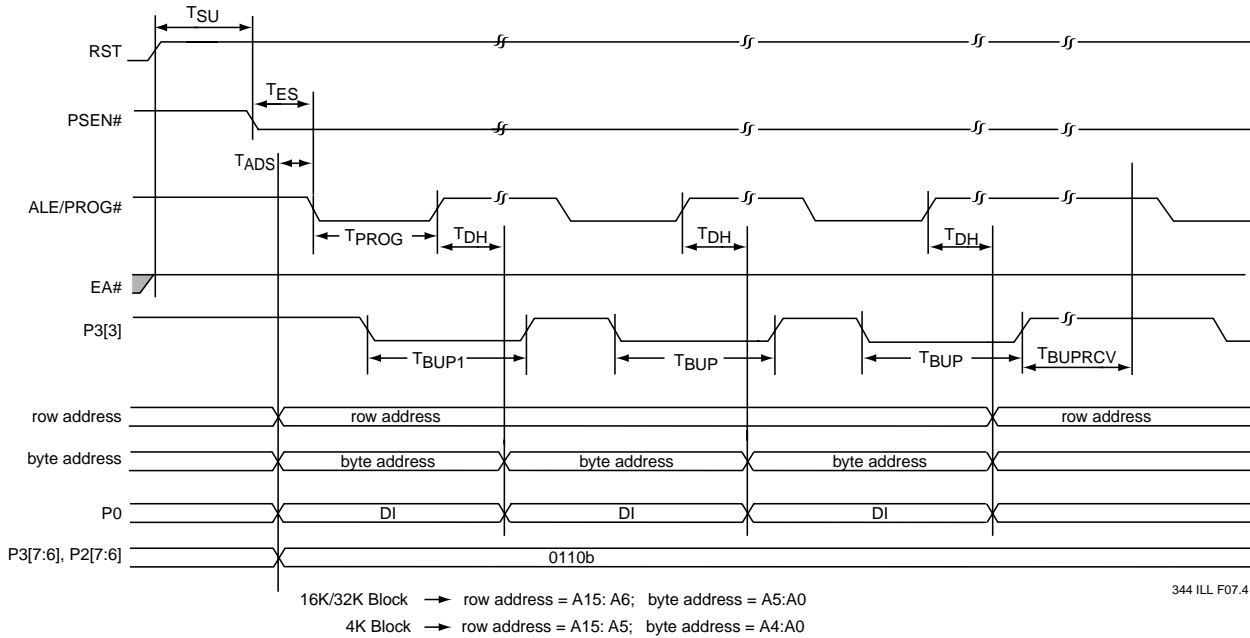 TSU
RST
TES
PSEN#
TADS
ALE/PROG#
TPROG
TDH
TDH
TDH
EA#
P3[3]
TBUP1
TBUP
TBUP
TBUPRCV
row address
row address
row address
byte address
byte address
byte address
byte address
P0
DI
DI
DI
P3[7:6], P2[7:6]
0110b
344 ILL F07.4
16K/32K Block → row address = A15: A6; byte address = A5:A0
4K Block → row address = A15: A5; byte address = A4:A0